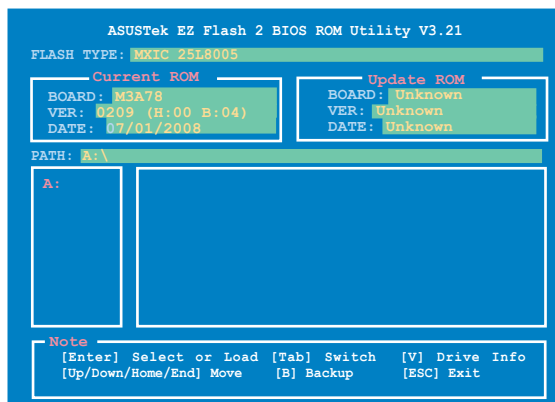 ASUSTek EZ Flash 2 BIOS ROM Utility V3.21
FLASH TYPE: MXIC 25L8005
Current ROM
BOARD: M3A78
VER: 0209 (H:00 B:04)
DATE: 07/01/2008
Update ROM
BOARD: Unknown
VER: Unknown
DATE: Unknown
PATH: A:\
A:
Note
[Enter] Select or Load [Tab] Switch [V] Drive Info
[Up/Down/Home/End] Move [B] Backup [ESC] Exit